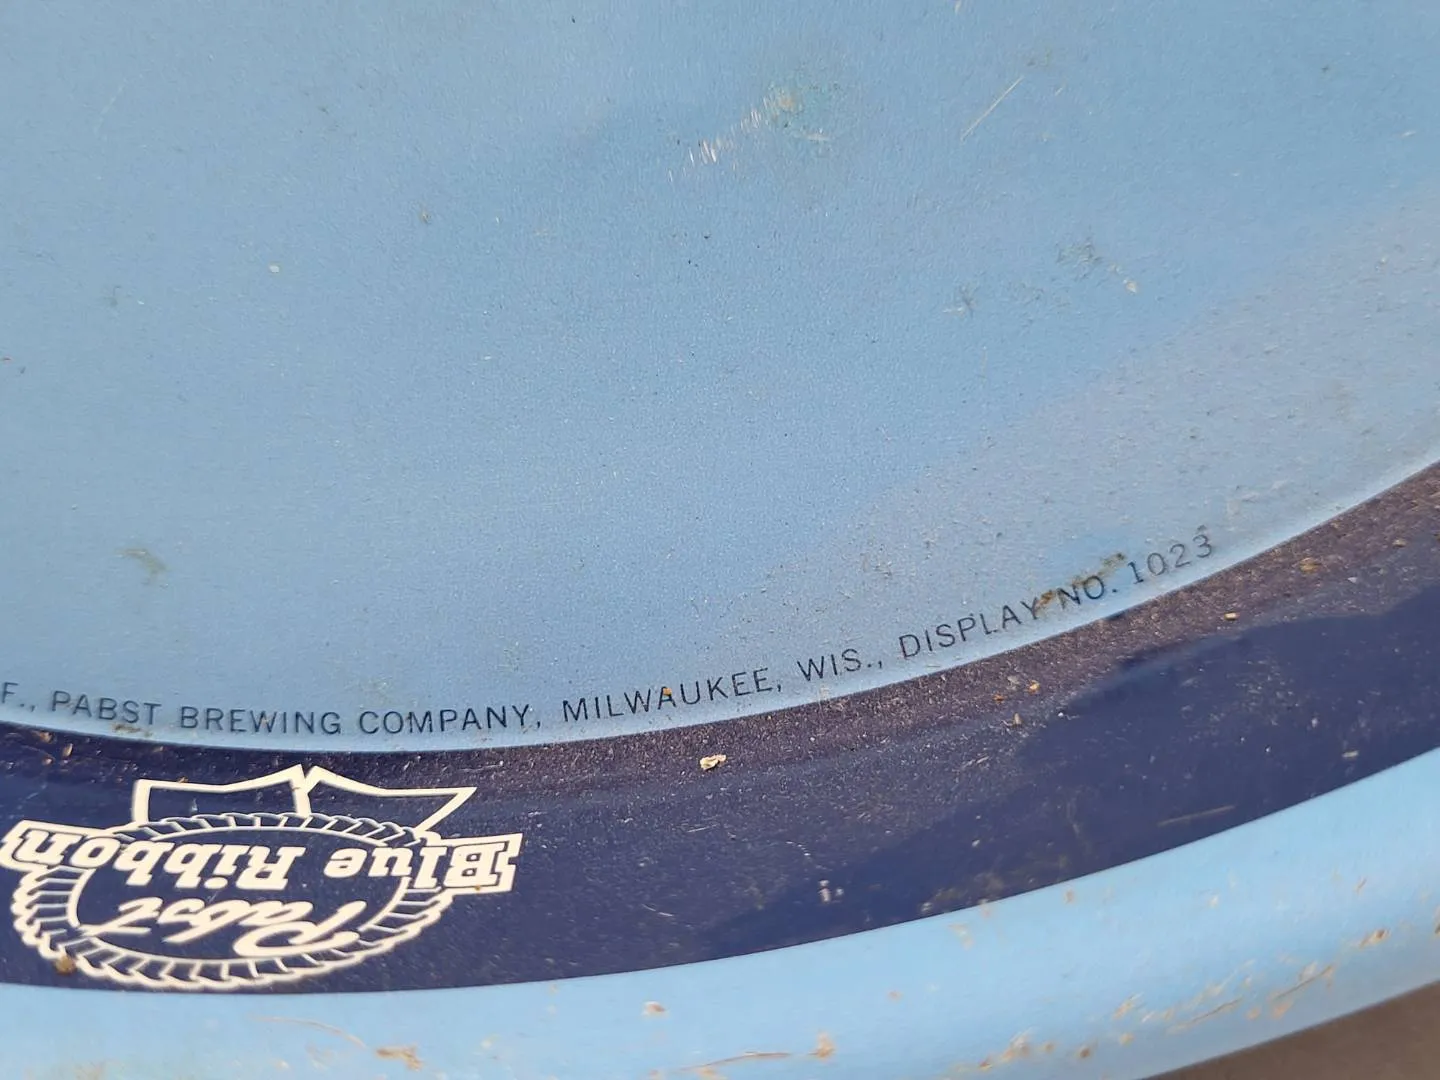 F., PABST BREWING COMPANY, MILWAUKEE, WIS., DISPLAY NO. 1023
Pabst
Blue Ribbon